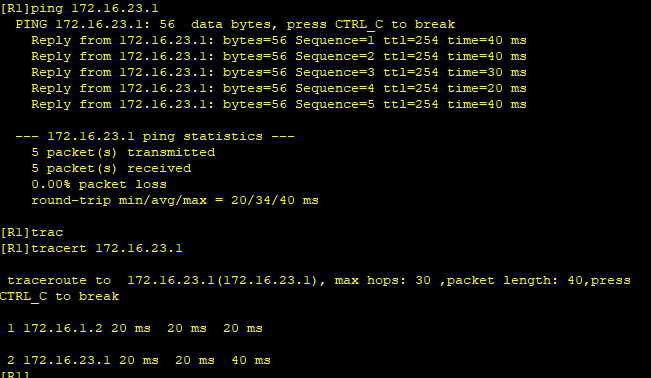 [R1]ping 172.16.23.1
PING 172.16.23.1: 56  data bytes, press CTRL_C to break
Reply from 172.16.23.1: bytes=56 Sequence=1 ttl=254 time=40 ms
Reply from 172.16.23.1: bytes=56 Sequence=2 ttl=254 time=40 ms
Reply from 172.16.23.1: bytes=56 Sequence=3 ttl=254 time=30 ms
Reply from 172.16.23.1: bytes=56 Sequence=4 ttl=254 time=20 ms
Reply from 172.16.23.1: bytes=56 Sequence=5 ttl=254 time=40 ms
--- 172.16.23.1 ping statistics ---
5 packet(s) transmitted
5 packet(s) received
0.00% packet loss
round-trip min/avg/max = 20/34/40 ms
[R1]trac
[R1]tracert 172.16.23.1
traceroute to  172.16.23.1(172.16.23.1), max hops: 30 ,packet length: 40,press
CTRL_C to break
1 172.16.1.2 20 ms  20 ms  20 ms
2 172.16.23.1 20 ms  20 ms  40 ms
[R1]